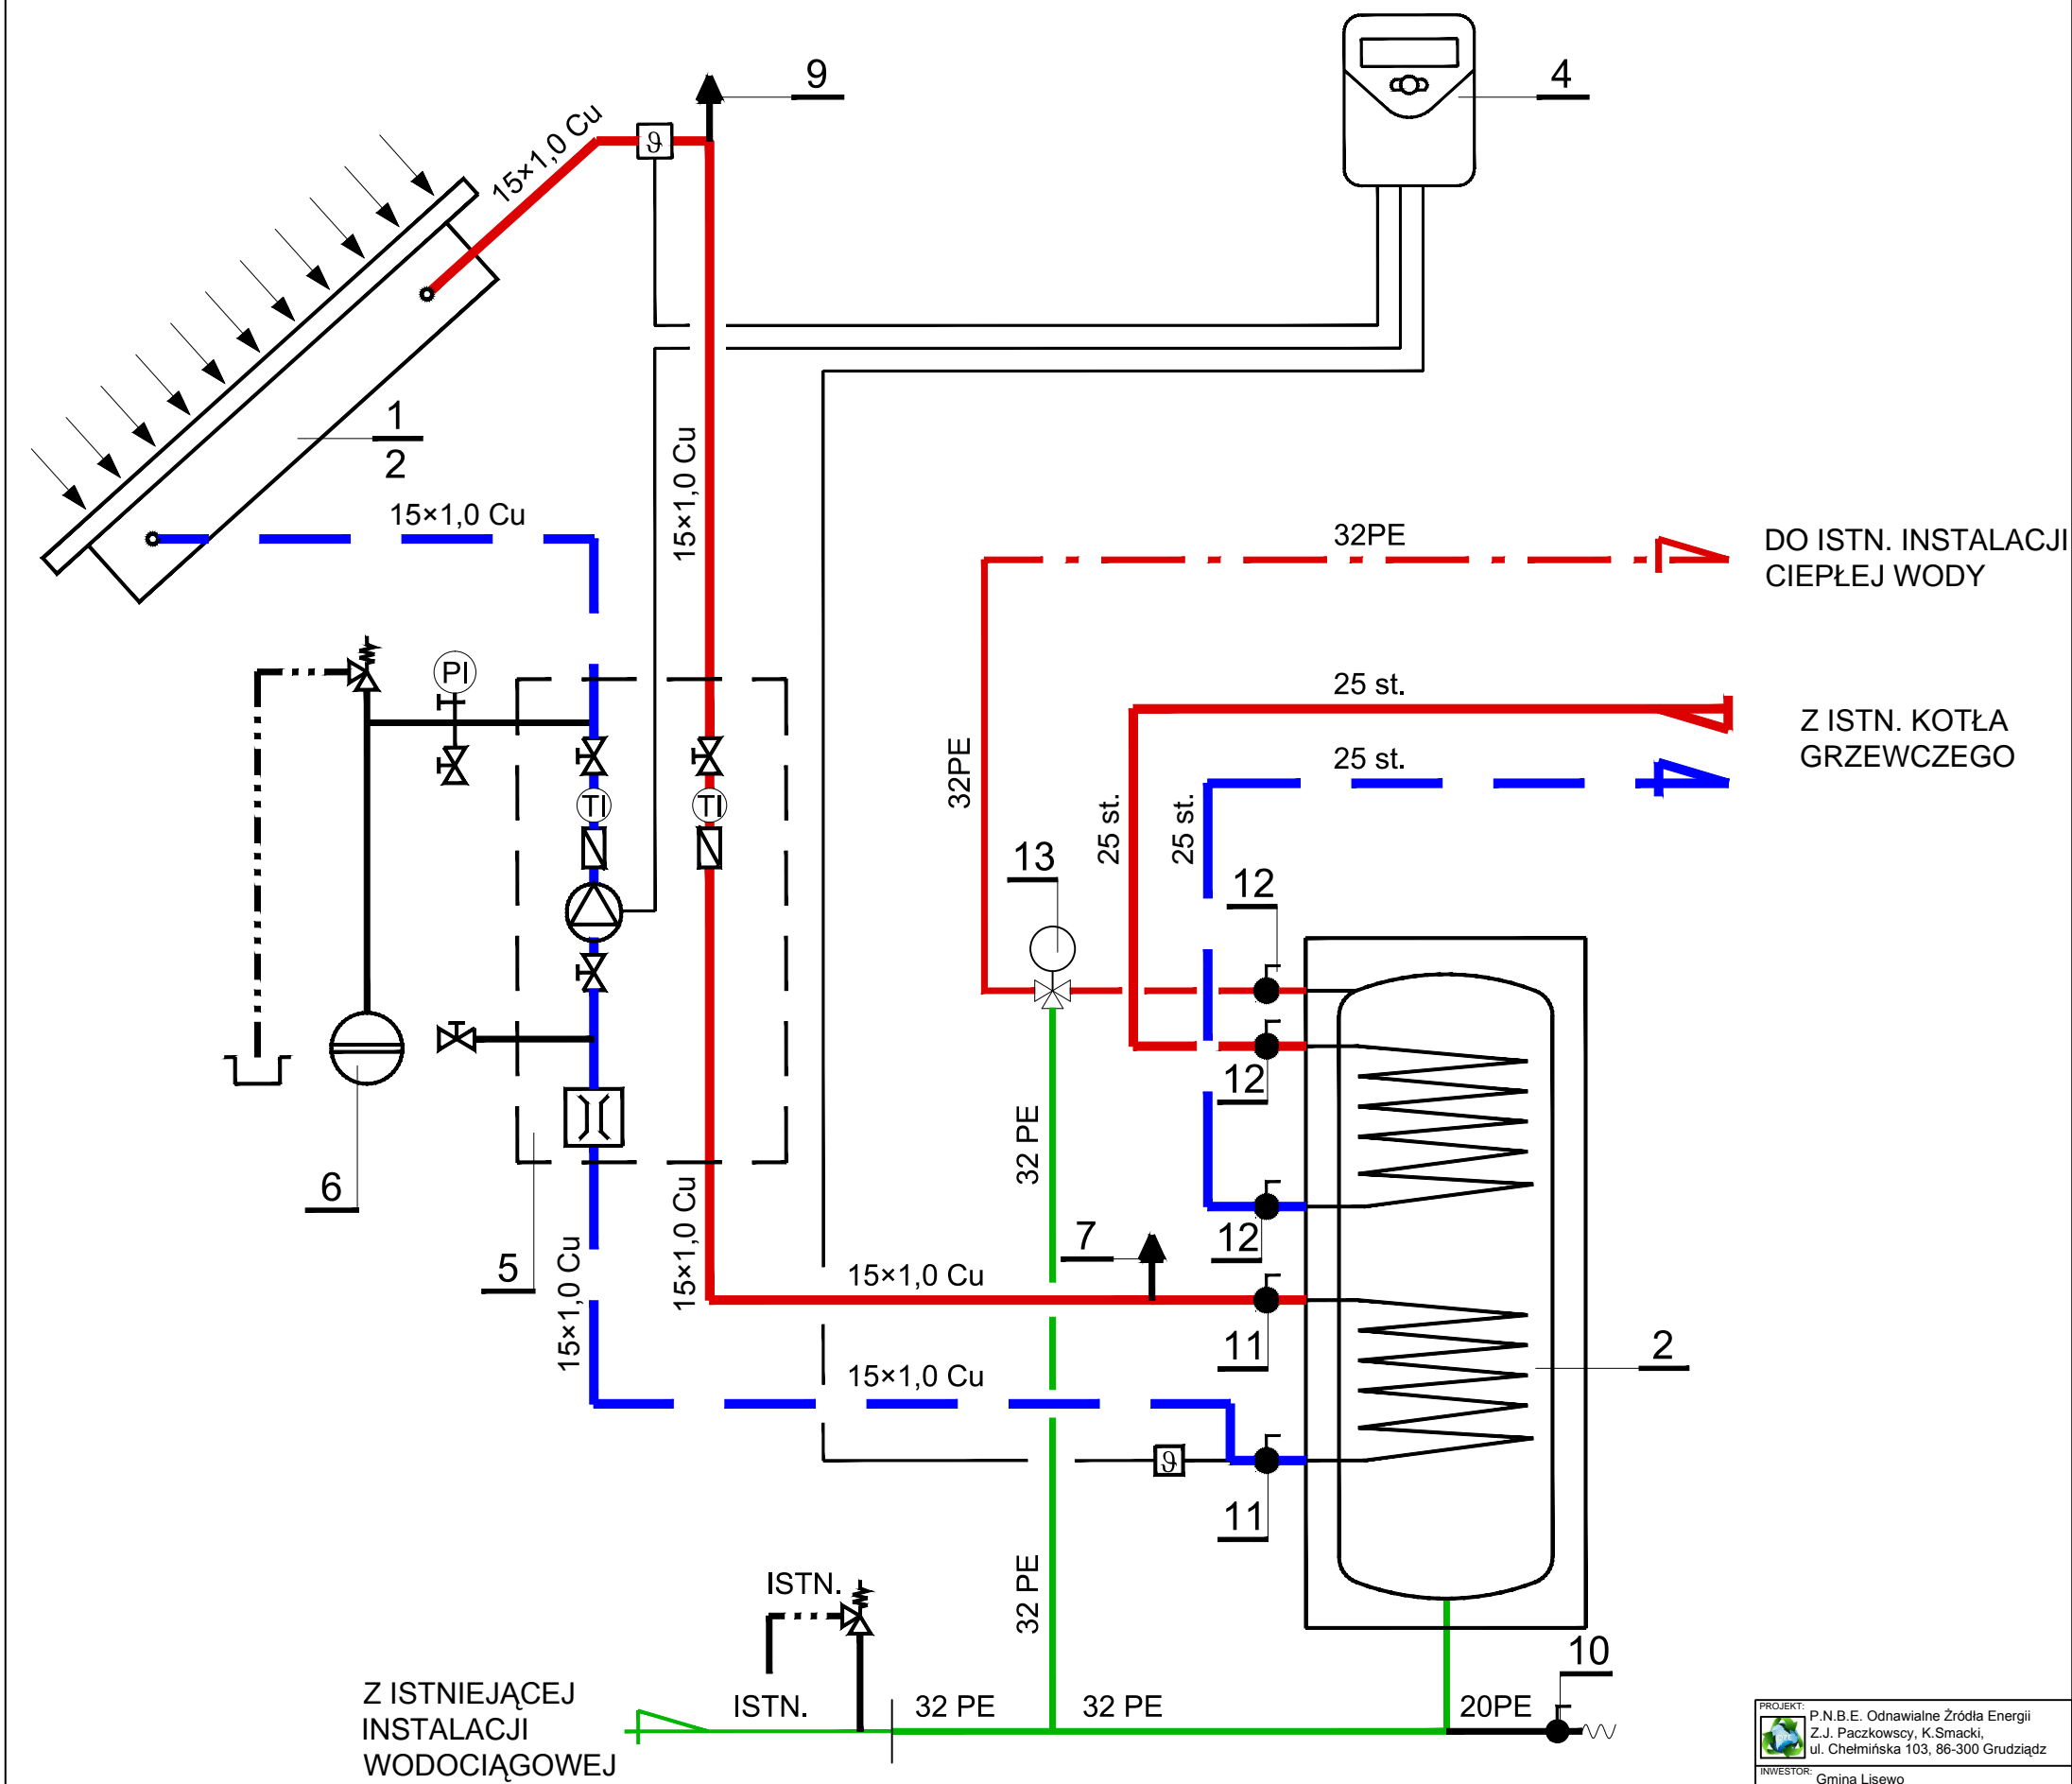 9
4
15×1,0 Cu
ϑ
1
2
15×1,0 Cu
15×1,0 Cu
32PE
DO ISTN. INSTALACJI
CIEPŁEJ WODY
PI
25 st.
Z ISTN. KOTŁA
GRZEWCZEGO
25 st.
32PE
25 st.
25 st.
TI
TI
13
12
12
32 PE
6
5
15×1,0 Cu
15×1,0 Cu
7
12
15×1,0 Cu
11
2
15×1,0 Cu
ϑ
11
32 PE
ISTN.
10
Z ISTNIEJĄCEJ
INSTALACJI
WODOCIĄGOWEJ
ISTN.
32 PE
32 PE
20PE
PROJEKT:
P.N.B.E. Odnawialne Źródła Energii
Z.J. Paczkowscy, K.Smacki,
ul. Chełmińska 103, 86-300 Grudziądz
INWESTOR:
Gmina Lisewo